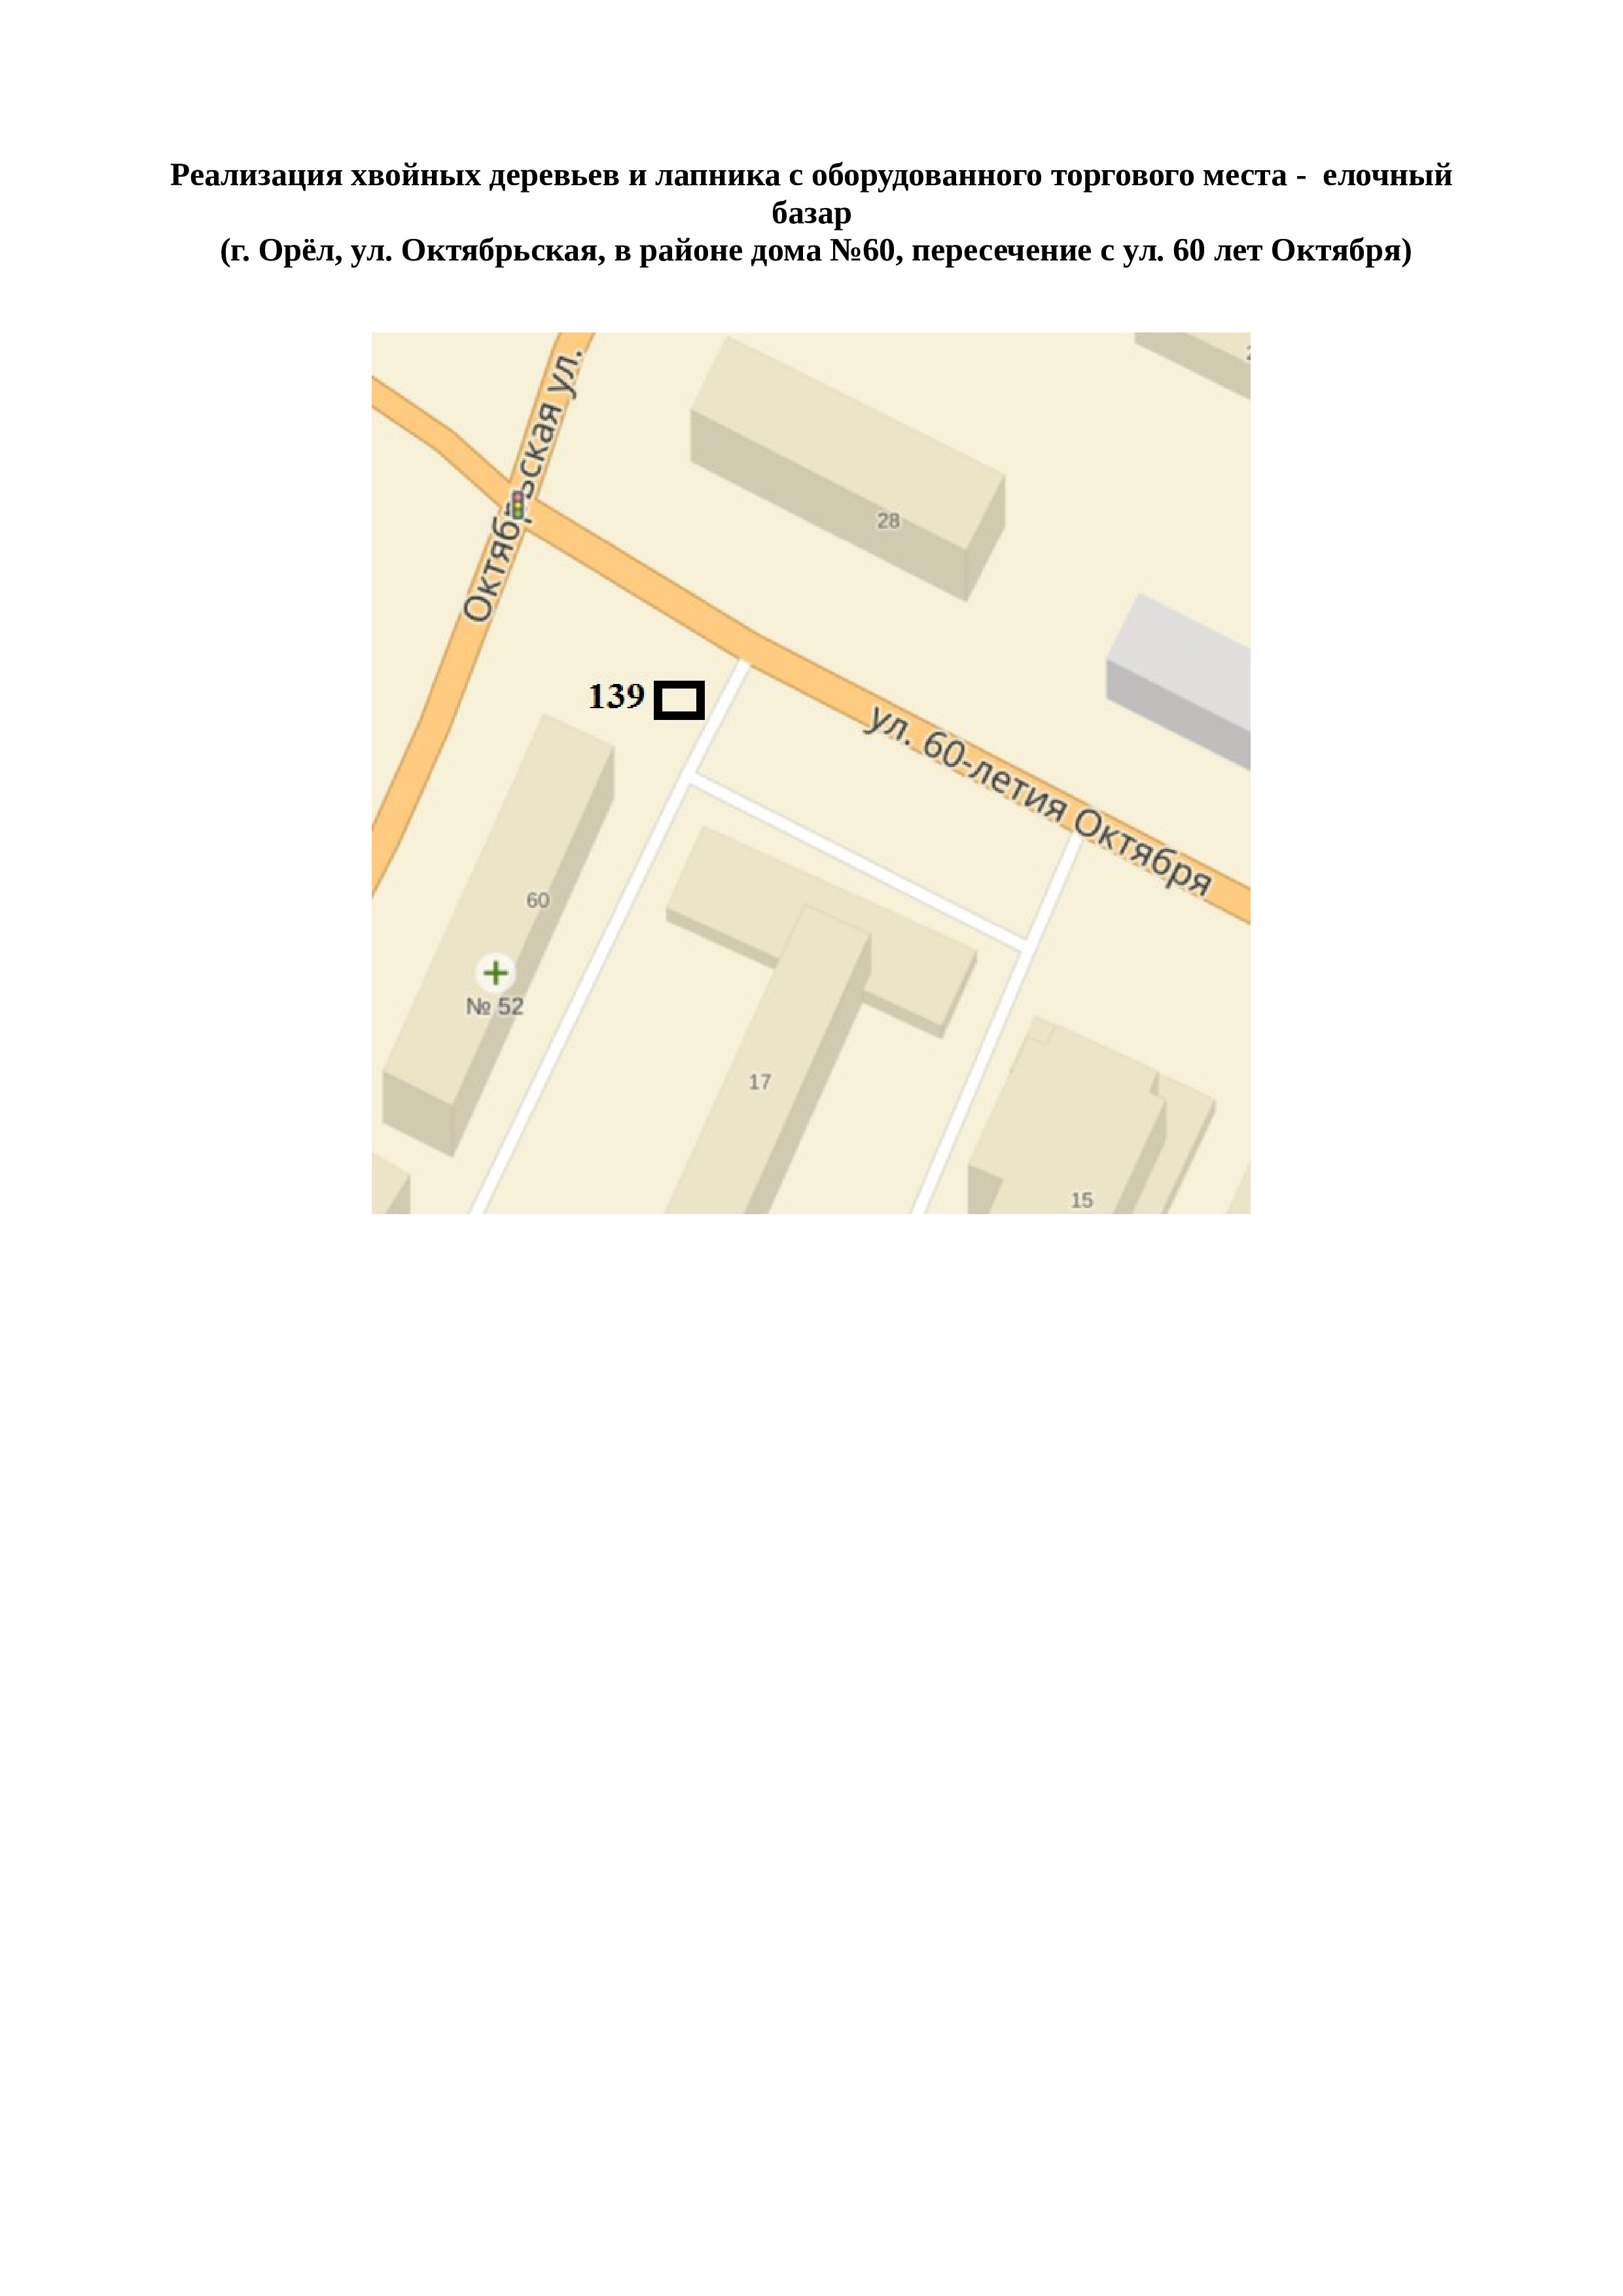 Реализация хвойных деревьев и лапника с оборудованного торгового места - елочный
базар
(г. Орёл, ул. Октябрьская, в районе дома №60, пересечение с ул. 60 лет Октября)
Октябрьская ул.
28
139
ул. 60-летия Октября
60
№ 52
17
15